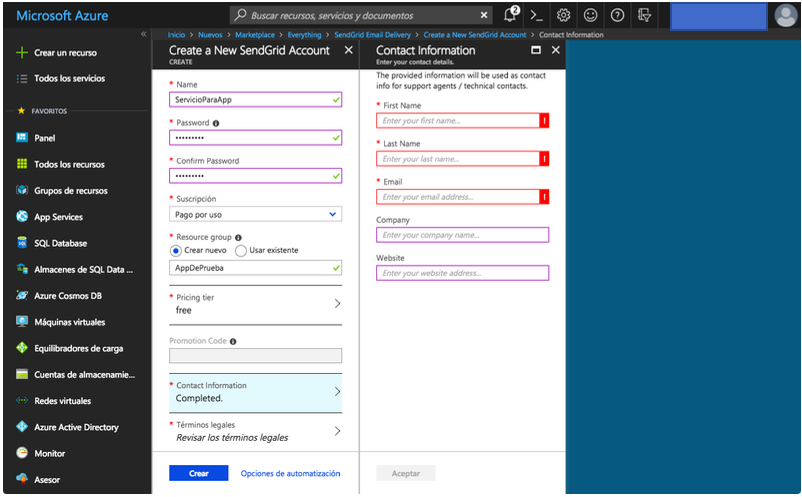 Microsoft Azure
Buscar recursos, servicios y documentos
2
Inicio > Nuevos > Marketplace > Everything > SendGrid Email Delivery > Create a New SendGrid Account > Contact Information
Crear un recurso
Todos los servicios
FAVORITOS
Panel
Todos los recursos
Grupos de recursos
App Services
SQL Database
Almacenes de SQL Data ...
Azure Cosmos DB
Máquinas virtuales
Equilibradores de carga
Cuentas de almacenamie...
Redes virtuales
Azure Active Directory
Monitor
Asesor
Create a New SendGrid Account
CREATE
* Name
ServicioParaApp
* Password
•••••••••
* Confirm Password
•••••••••
* Suscripción
Pago por uso
* Resource group
Crear nuevo Usar existente
AppDePrueba
* Pricing tier
free
Promotion Code
* Contact Information
Completed.
* Términos legales
Revisar los términos legales
Crear Opciones de automatización
Contact Information
Enter your contact details.
The provided information will be used as contact
info for support agents / technical contacts.
* First Name
Enter your first name...
* Last Name
Enter your last name...
* Email
Enter your email address...
Company
Enter your company name...
Website
Enter your website address...
Aceptar